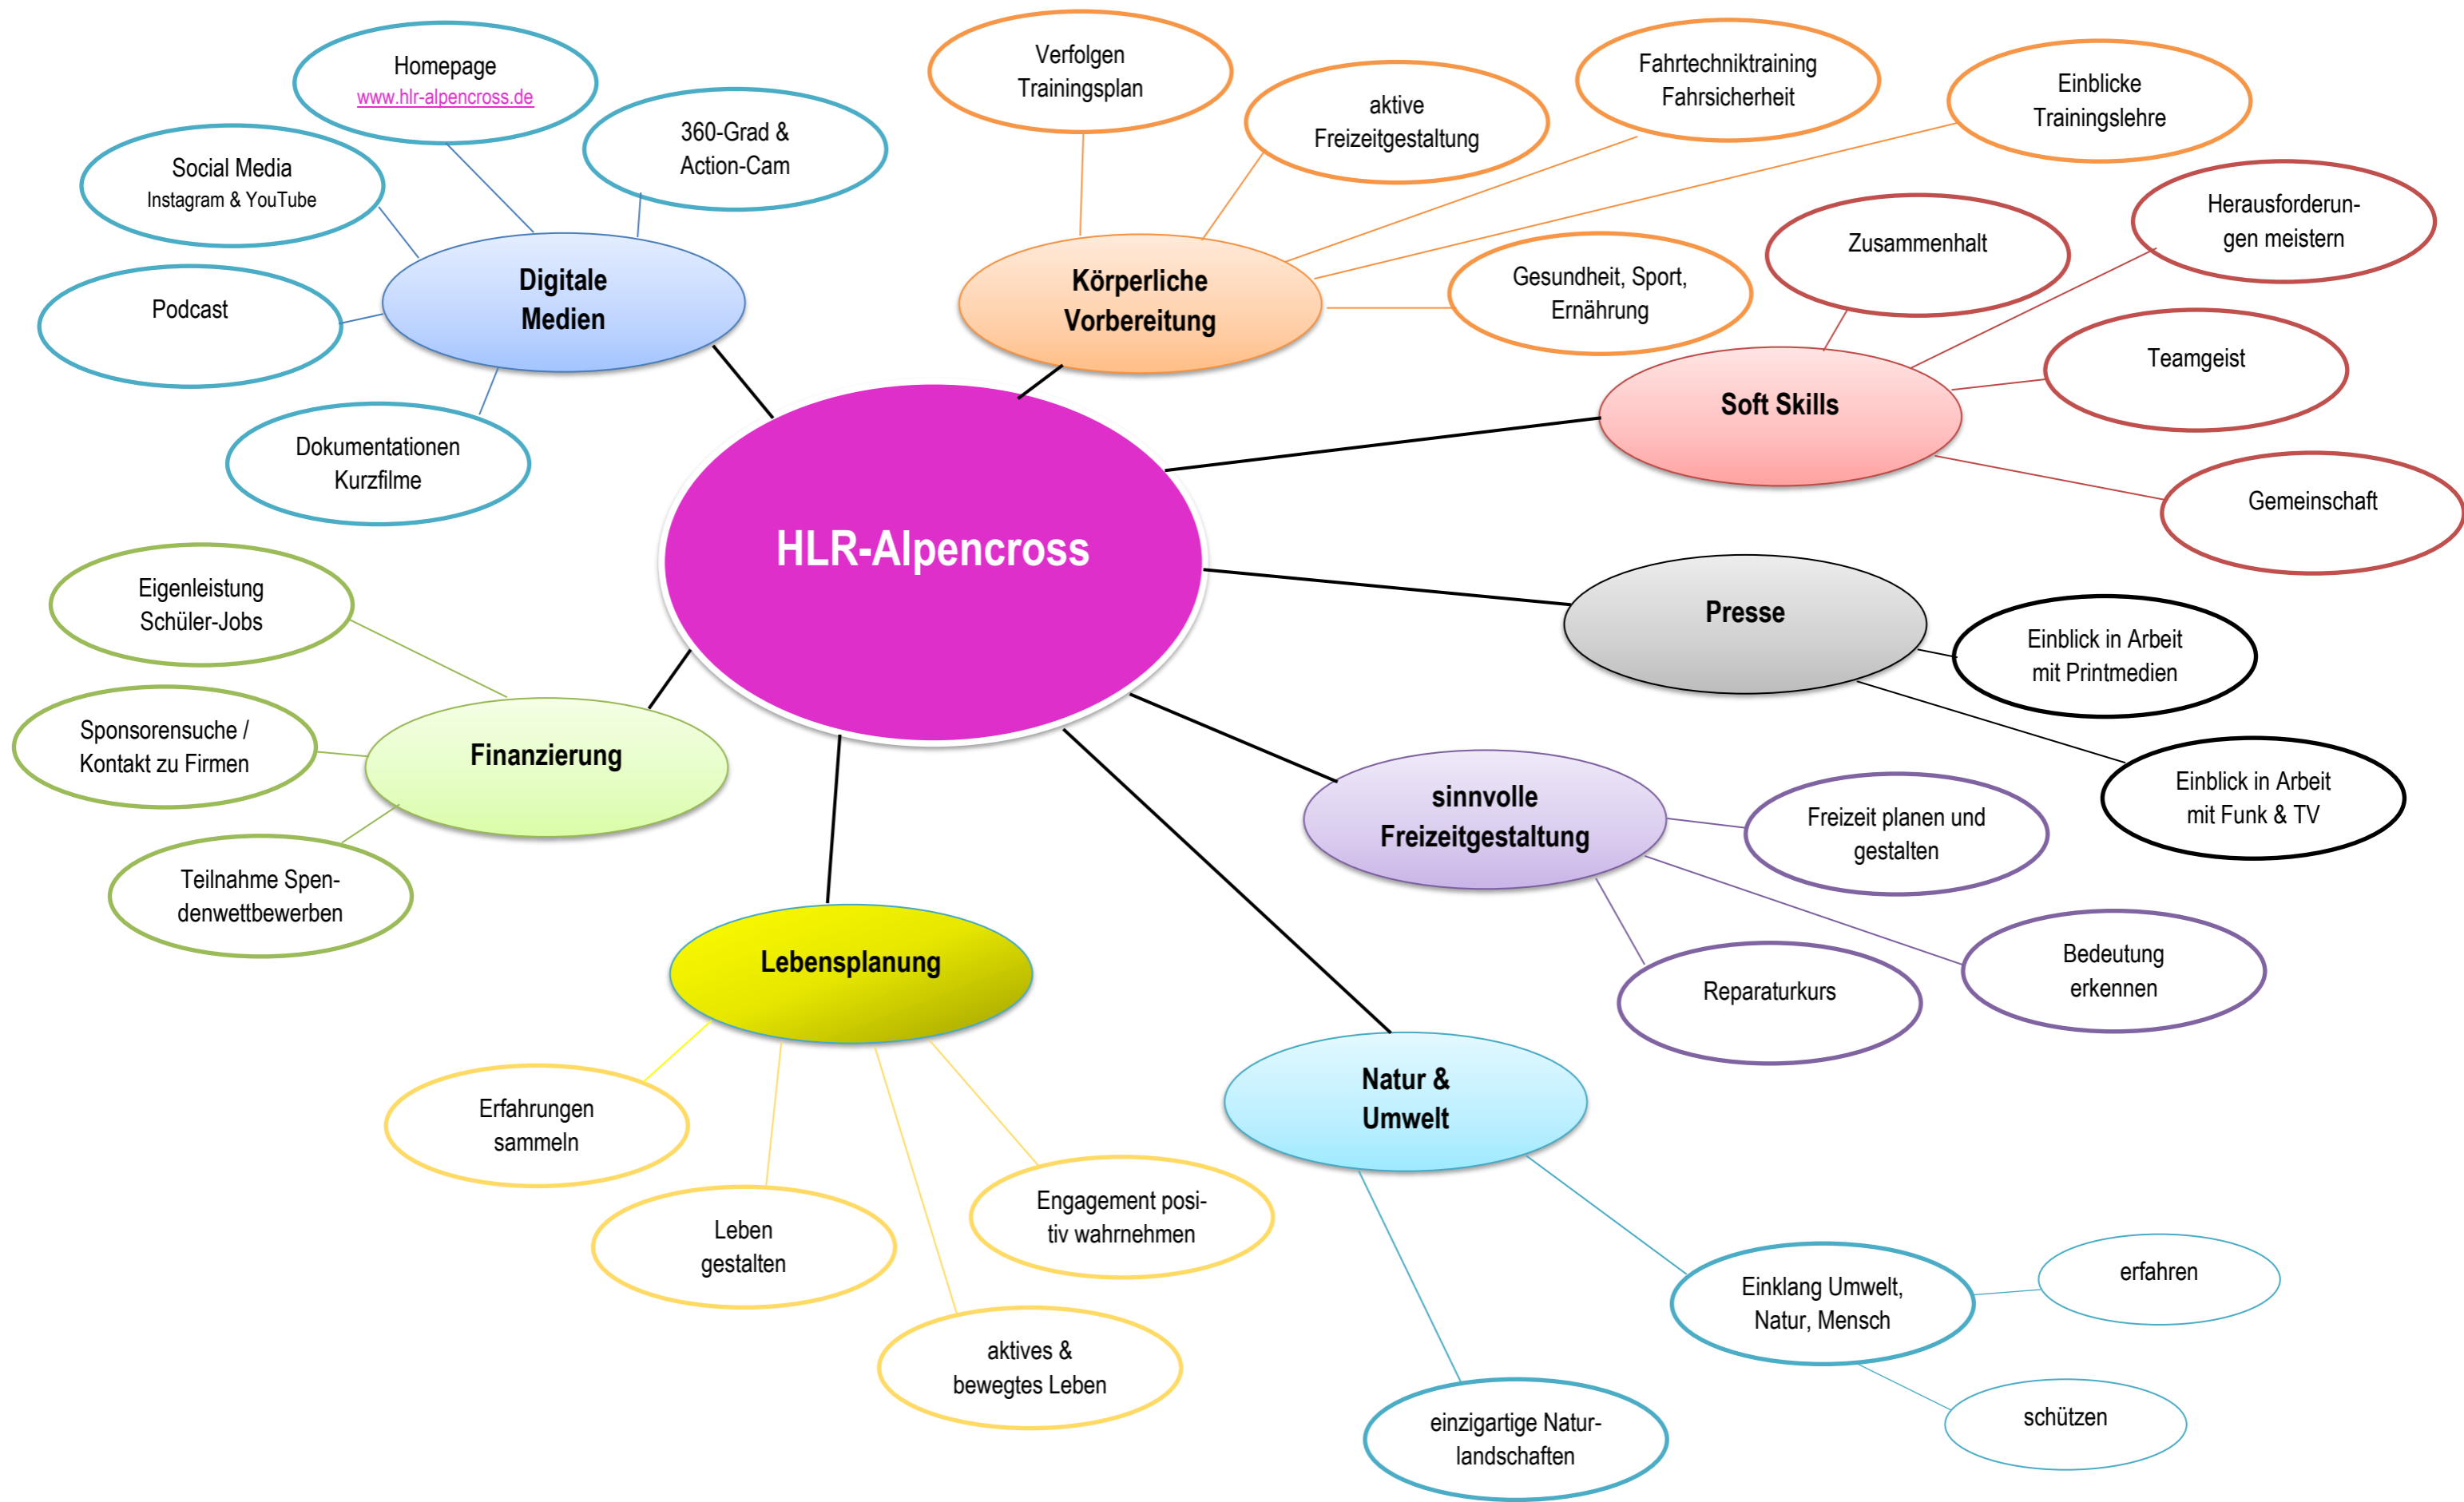 HLR-Alpencross
Digitale
Medien
Homepage
www.hlr-alpencross.de
360-Grad &
Action-Cam
Social Media
Instagram & YouTube
Podcast
Dokumentationen
Kurzfilme
Körperliche
Vorbereitung
Verfolgen
Trainingsplan
aktive
Freizeitgestaltung
Fahrtechniktraining
Fahrsicherheit
Einblicke
Trainingslehre
Gesundheit, Sport,
Ernährung
Soft Skills
Zusammenhalt
Herausforderun-
gen meistern
Teamgeist
Gemeinschaft
Presse
Einblick in Arbeit
mit Printmedien
Einblick in Arbeit
mit Funk & TV
sinnvolle
Freizeitgestaltung
Freizeit planen und
gestalten
Bedeutung
erkennen
Reparaturkurs
Natur &
Umwelt
Einklang Umwelt,
Natur, Mensch
erfahren
schützen
einzigartige Natur-
landschaften
Lebensplanung
Erfahrungen
sammeln
Leben
gestalten
aktives &
bewegtes Leben
Engagement posi-
tiv wahrnehmen
Finanzierung
Eigenleistung
Schüler-Jobs
Sponsorensuche /
Kontakt zu Firmen
Teilnahme Spen-
denwettbewerben